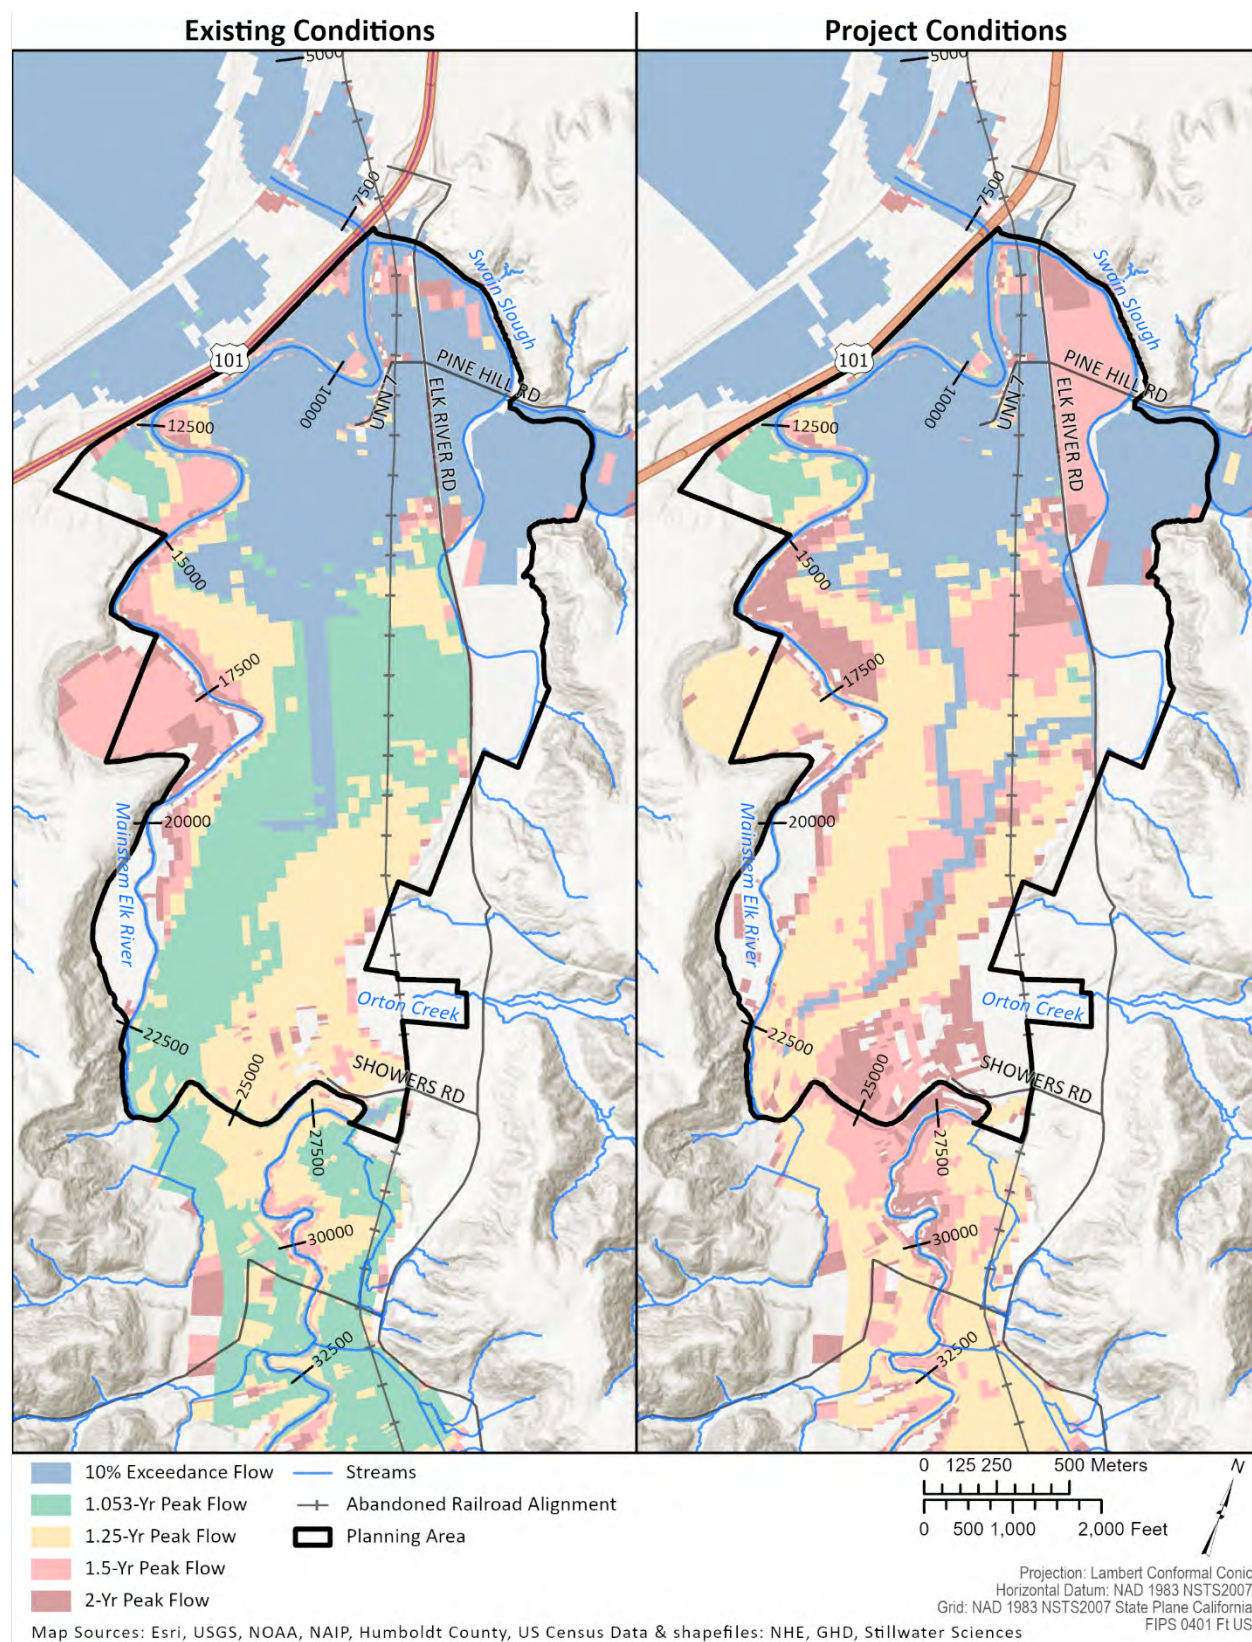 Existing Conditions
Project Conditions
5000
7500
Swain Slough
101
PINE HILL RD
10000
UNN7
ELK RIVER RD
12500
15000
17500
20000
Mainstem Elk River
Orton Creek
22500
25000
SHOWERS RD
27500
30000
32500
5000
7500
Swain Slough
101
PINE HILL RD
10000
UNN7
ELK RIVER RD
12500
15000
17500
20000
Mainstem Elk River
Orton Creek
22500
25000
SHOWERS RD
27500
30000
32500
10% Exceedance Flow
1.053-Yr Peak Flow
1.25-Yr Peak Flow
1.5-Yr Peak Flow
2-Yr Peak Flow
Streams
Abandoned Railroad Alignment
Planning Area
0 125 250 500 Meters
0 500 1,000 2,000 Feet
N
Projection: Lambert Conformal Conic
Horizontal Datum: NAD 1983 NSTS2007
Grid: NAD 1983 NSTS2007 State Plane California
FIPS 0401 Ft US
Map Sources: Esri, USGS, NOAA, NAIP, Humboldt County, US Census Data & shapefiles: NHE, GHD, Stillwater Sciences